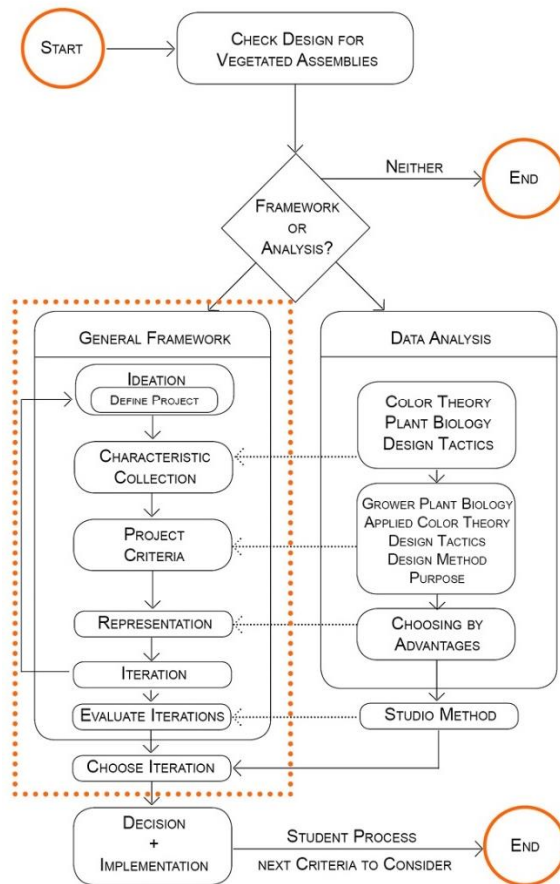 START
CHECK DESIGN FOR
VEGETATED ASSEMBLIES
NEITHER
END
FRAMEWORK
OR
ANALYSIS?
GENERAL FRAMEWORK
IDEATION
DEFINE PROJECT
CHARACTERISTIC
COLLECTION
PROJECT
CRITERIA
REPRESENTATION
ITERATION
EVALUATE ITERATIONS
CHOOSE ITERATION
DATA ANALYSIS
COLOR THEORY
PLANT BIOLOGY
DESIGN TACTICS
GROWER PLANT BIOLOGY
APPLIED COLOR THEORY
DESIGN TACTICS
DESIGN METHOD
PURPOSE
CHOOSING BY
ADVANTAGES
STUDIO METHOD
DECISION
+
IMPLEMENTATION
STUDENT PROCESS
NEXT CRITERIA TO CONSIDER
END